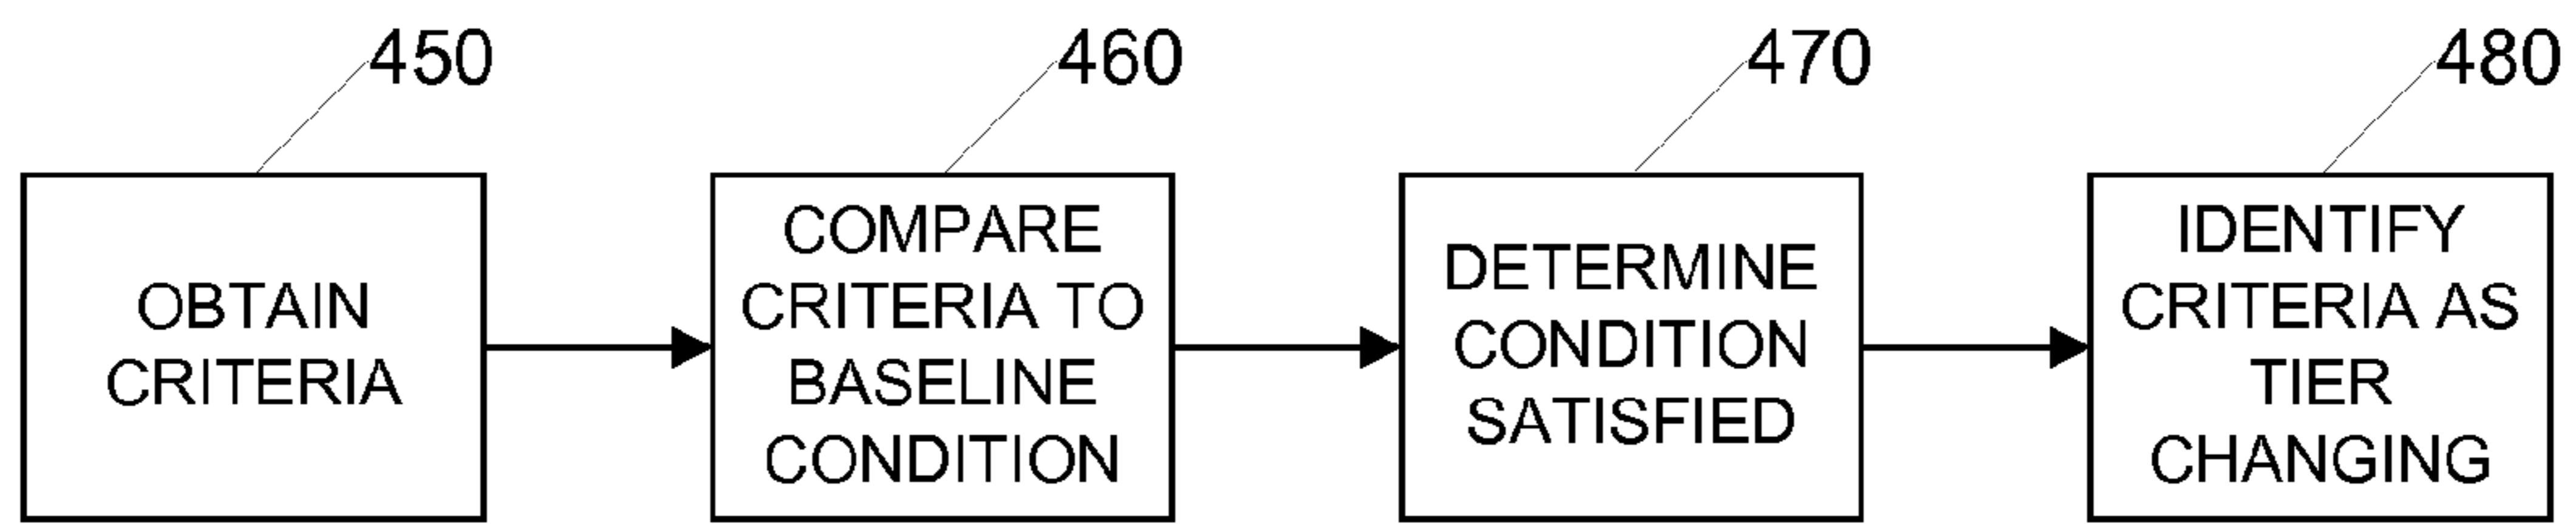 450
460
470
480
OBTAIN
CRITERIA
COMPARE
CRITERIA TO
BASELINE
CONDITION
DETERMINE
CONDITION
SATISFIED
IDENTIFY
CRITERIA AS
TIER
CHANGING